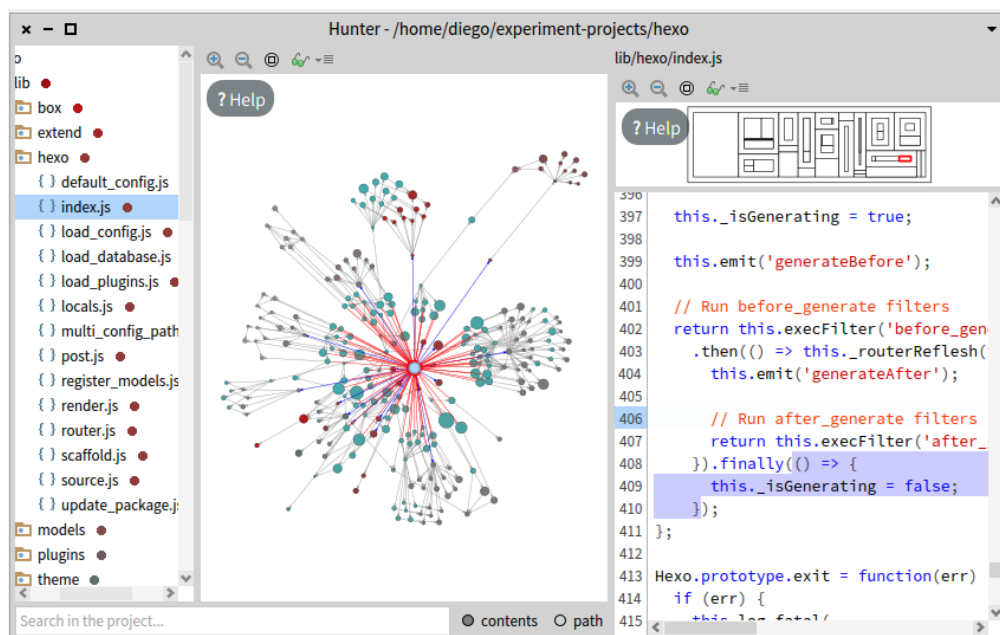 Hunter - /home/diego/experiment-projects/hexo
lib
box
extend
hexo
{ } default_config.js
{ } index.js
{ } load_config.js
{ } load_database.js
{ } load_plugins.js
{ } locals.js
{ } multi_config_path
{ } post.js
{ } register_models.js
{ } render.js
{ } router.js
{ } scaffold.js
{ } source.js
{ } update_package.js
models
plugins
theme
Search in the project...
? Help
contents
path
lib/hexo/index.js
? Help
396
397 this._isGenerating = true;
398
399 this.emit('generateBefore');
400
401 // Run before_generate filters
402 return this.execFilter('before_gen
403 .then(() => this._routerReflesh(
404 this.emit('generateAfter');
405
406 // Run after_generate filters
407 return this.execFilter('after_
408 }).finally(() => {
409 this._isGenerating = false;
410 });
411 };
412
413 Hexo.prototype.exit = function(err)
414 if (err) {
415 this.log.fatal(